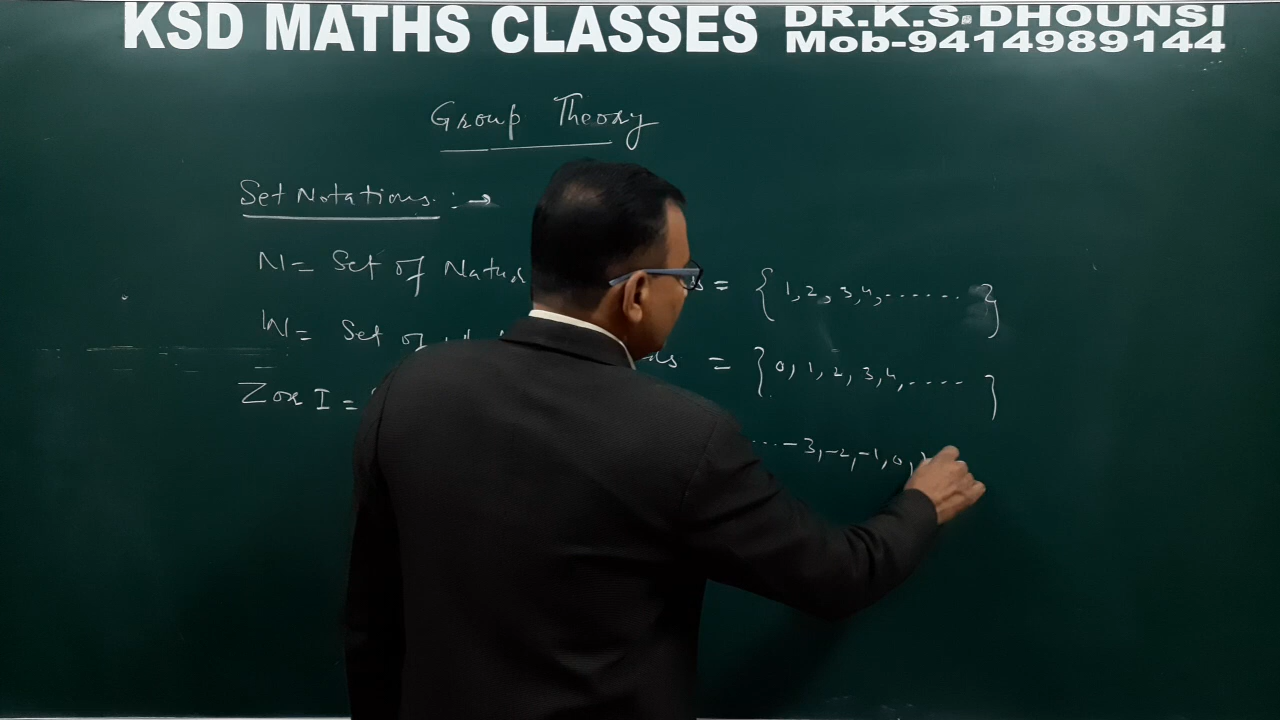 KSD MATHS CLASSES DR.K.S.DHOUNSI
Mob-9414989144
Group Theory
Set Notations :→
N = Set of = {1, 2, 3, 4, ...... }
W = Set of = {0, 1, 2, 3, 4, .... }
Z or I =
... -3, -2, -1, 0,